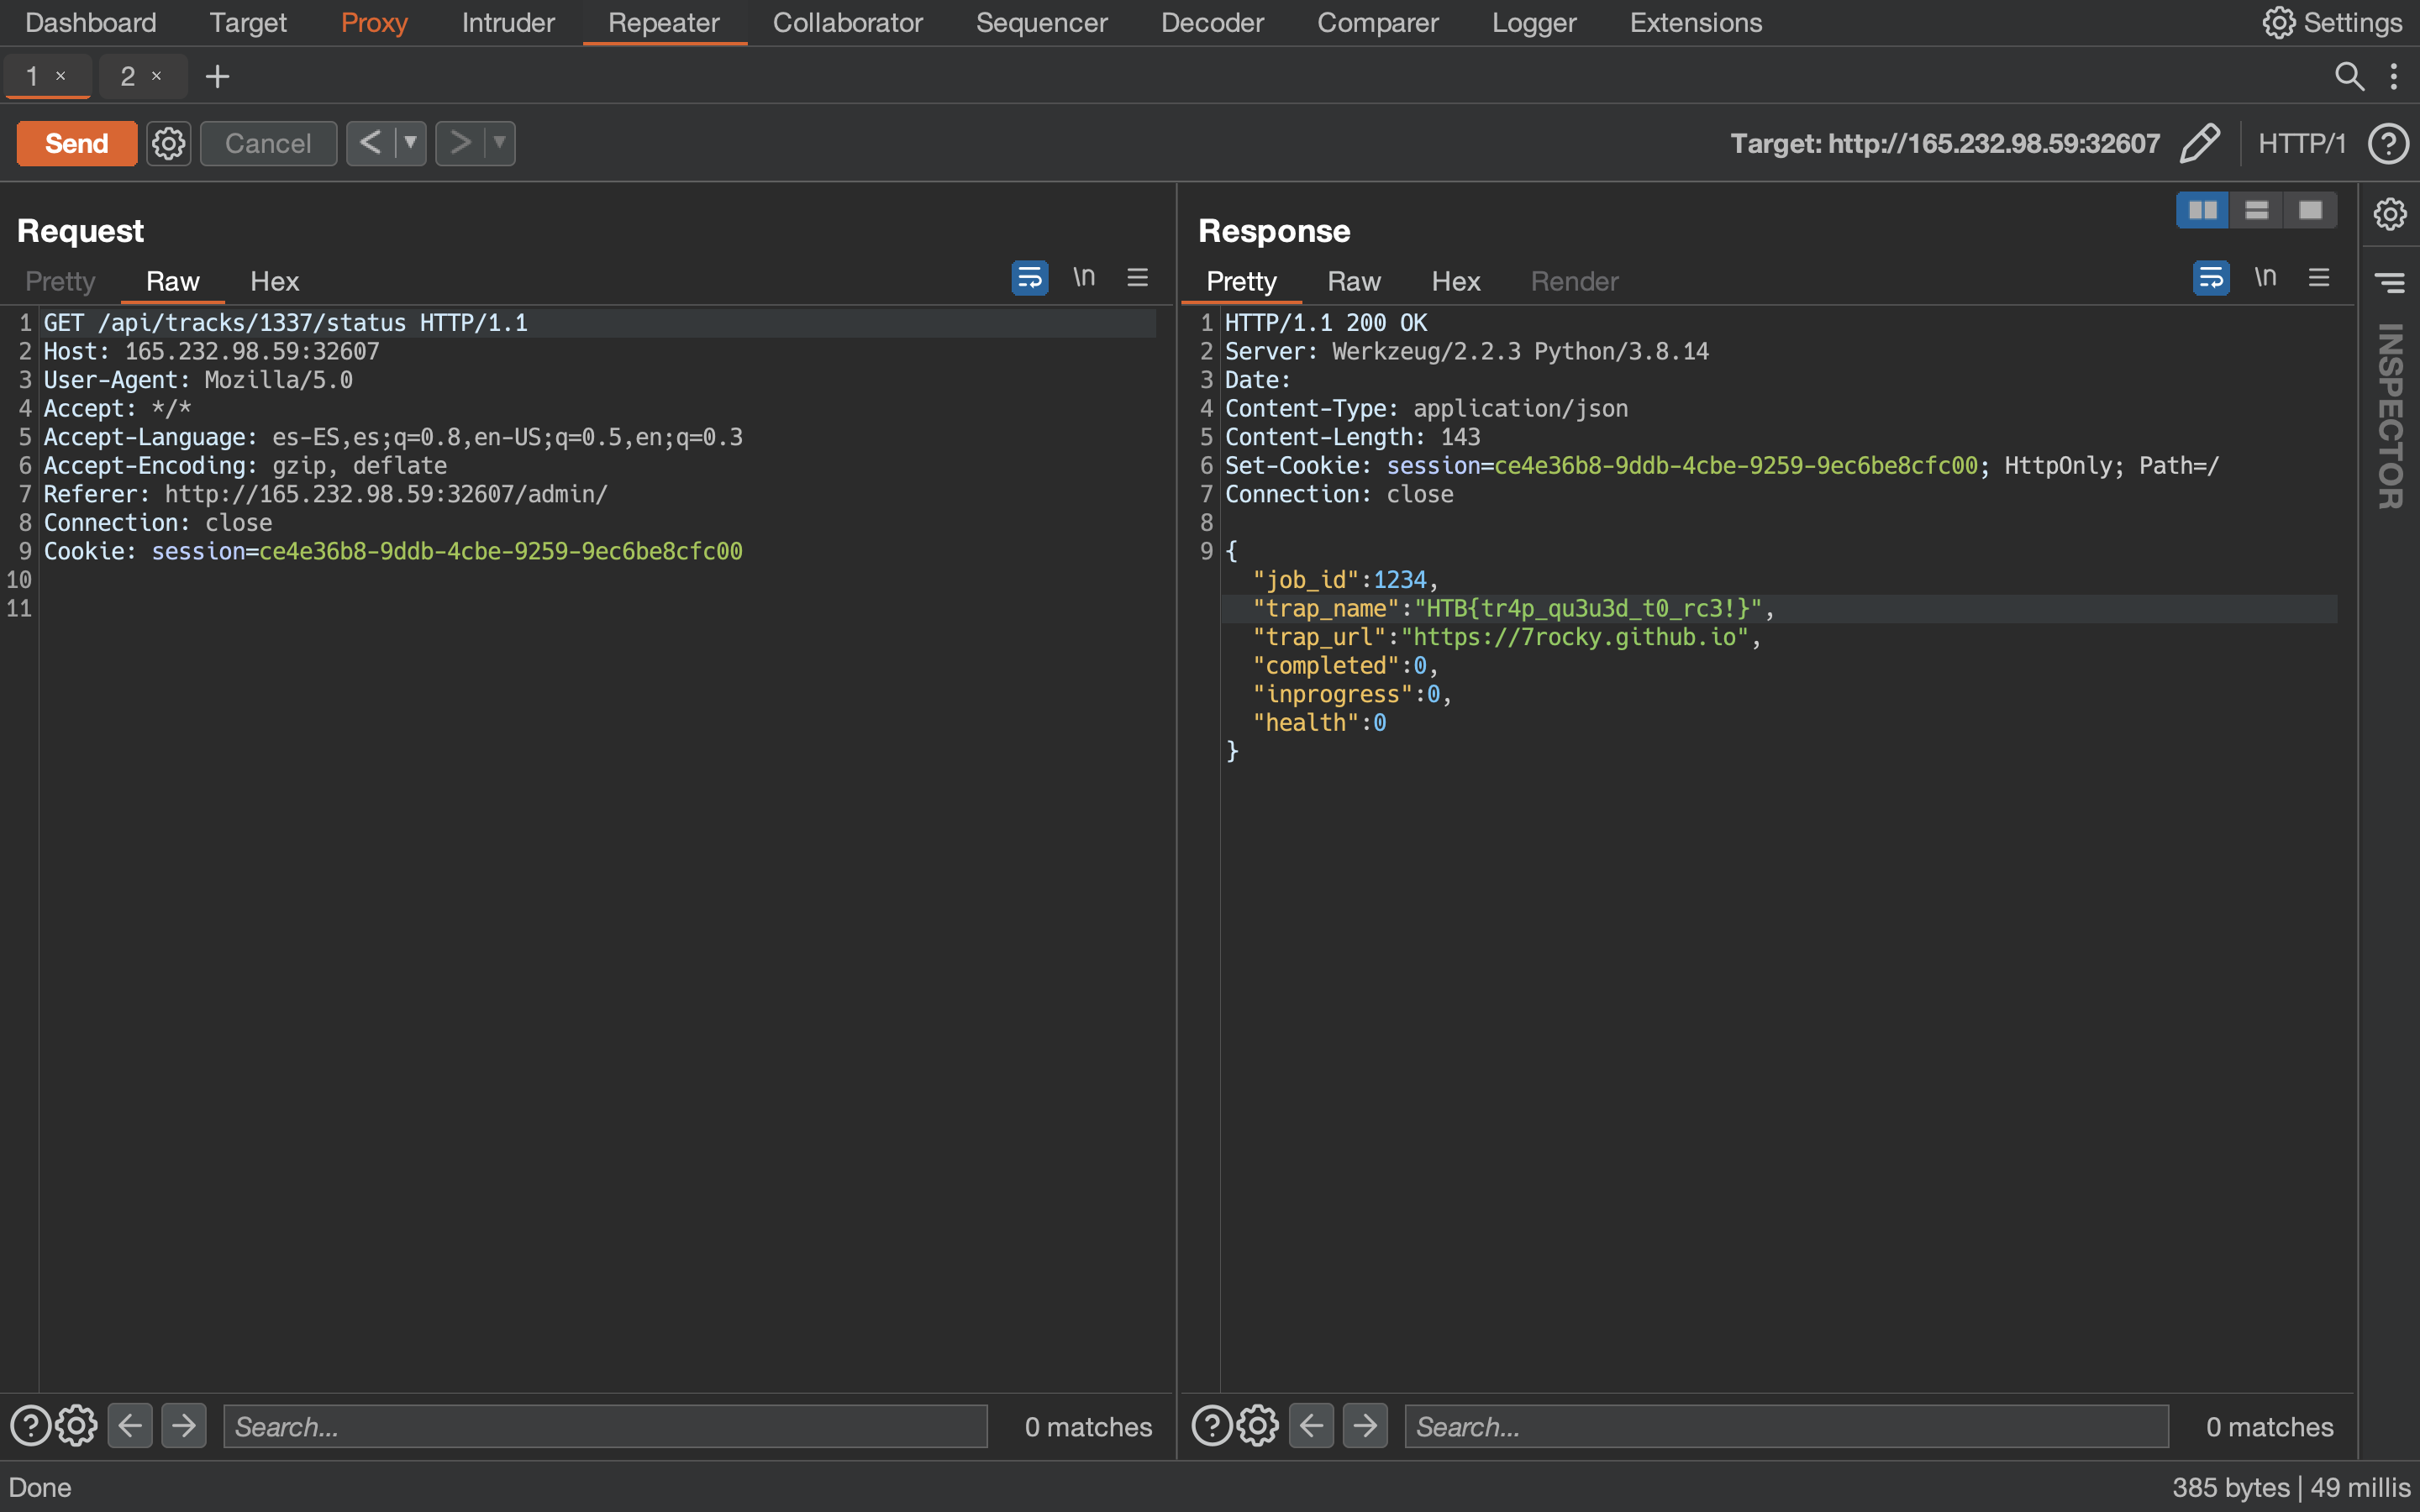 Dashboard Target Proxy Intruder Repeater Collaborator Sequencer Decoder Comparer Logger Extensions Settings
1 × 2 × +
Send Cancel < ▼ > ▼ Target: http://165.232.98.59:32607 HTTP/1 ?
Request
Pretty Raw Hex \n
1 GET /api/tracks/1337/status HTTP/1.1
2 Host: 165.232.98.59:32607
3 User-Agent: Mozilla/5.0
4 Accept: */*
5 Accept-Language: es-ES,es;q=0.8,en-US;q=0.5,en;q=0.3
6 Accept-Encoding: gzip, deflate
7 Referer: http://165.232.98.59:32607/admin/
8 Connection: close
9 Cookie: session=ce4e36b8-9ddb-4cbe-9259-9ec6be8cfc00
10
11
? Search... 0 matches
Response
Pretty Raw Hex Render \n
1 HTTP/1.1 200 OK
2 Server: Werkzeug/2.2.3 Python/3.8.14
3 Date:
4 Content-Type: application/json
5 Content-Length: 143
6 Set-Cookie: session=ce4e36b8-9ddb-4cbe-9259-9ec6be8cfc00; HttpOnly; Path=/
7 Connection: close
8
9 {
"job_id":1234,
"trap_name":"HTB{tr4p_qu3u3d_t0_rc3!}",
"trap_url":"https://7rocky.github.io",
"completed":0,
"inprogress":0,
"health":0
}
? Search... 0 matches
INSPECTOR
Done 385 bytes | 49 millis